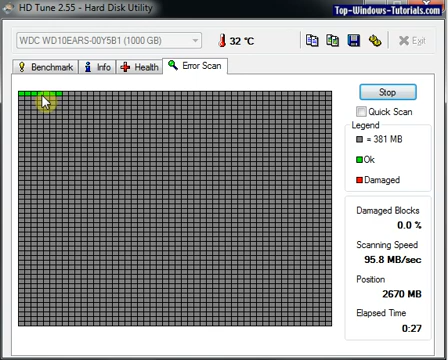 HD Tune 2.55 - Hard Disk Utility
Top-Windows-Tutorials.com
WDC WD10EARS-00Y5B1 (1000 GB)
32 °C
Exit
Benchmark
Info
Health
Error Scan
Stop
Quick Scan
Legend
= 381 MB
Ok
Damaged
Damaged Blocks
0.0 %
Scanning Speed
95.8 MB/sec
Position
2670 MB
Elapsed Time
0:27